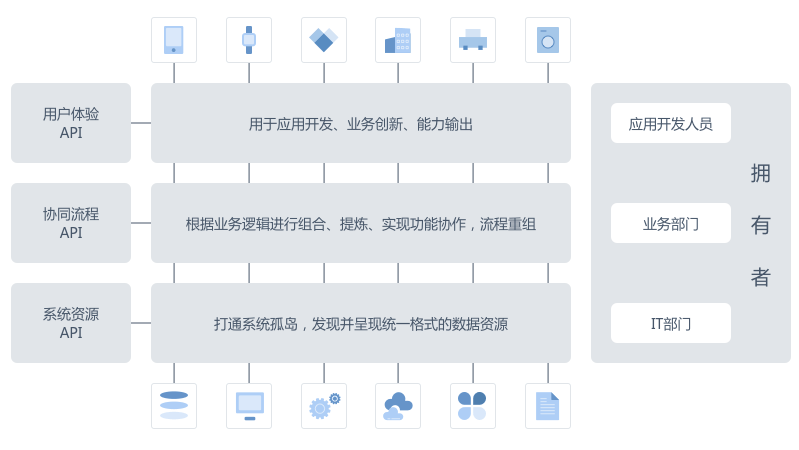 用户体验
API
用于应用开发、业务创新、能力输出
应用开发人员
协同流程
API
根据业务逻辑进行组合、提炼、实现功能协作，流程重组
业务部门
系统资源
API
打通系统孤岛，发现并呈现统一格式的数据资源
IT部门
拥
有
者